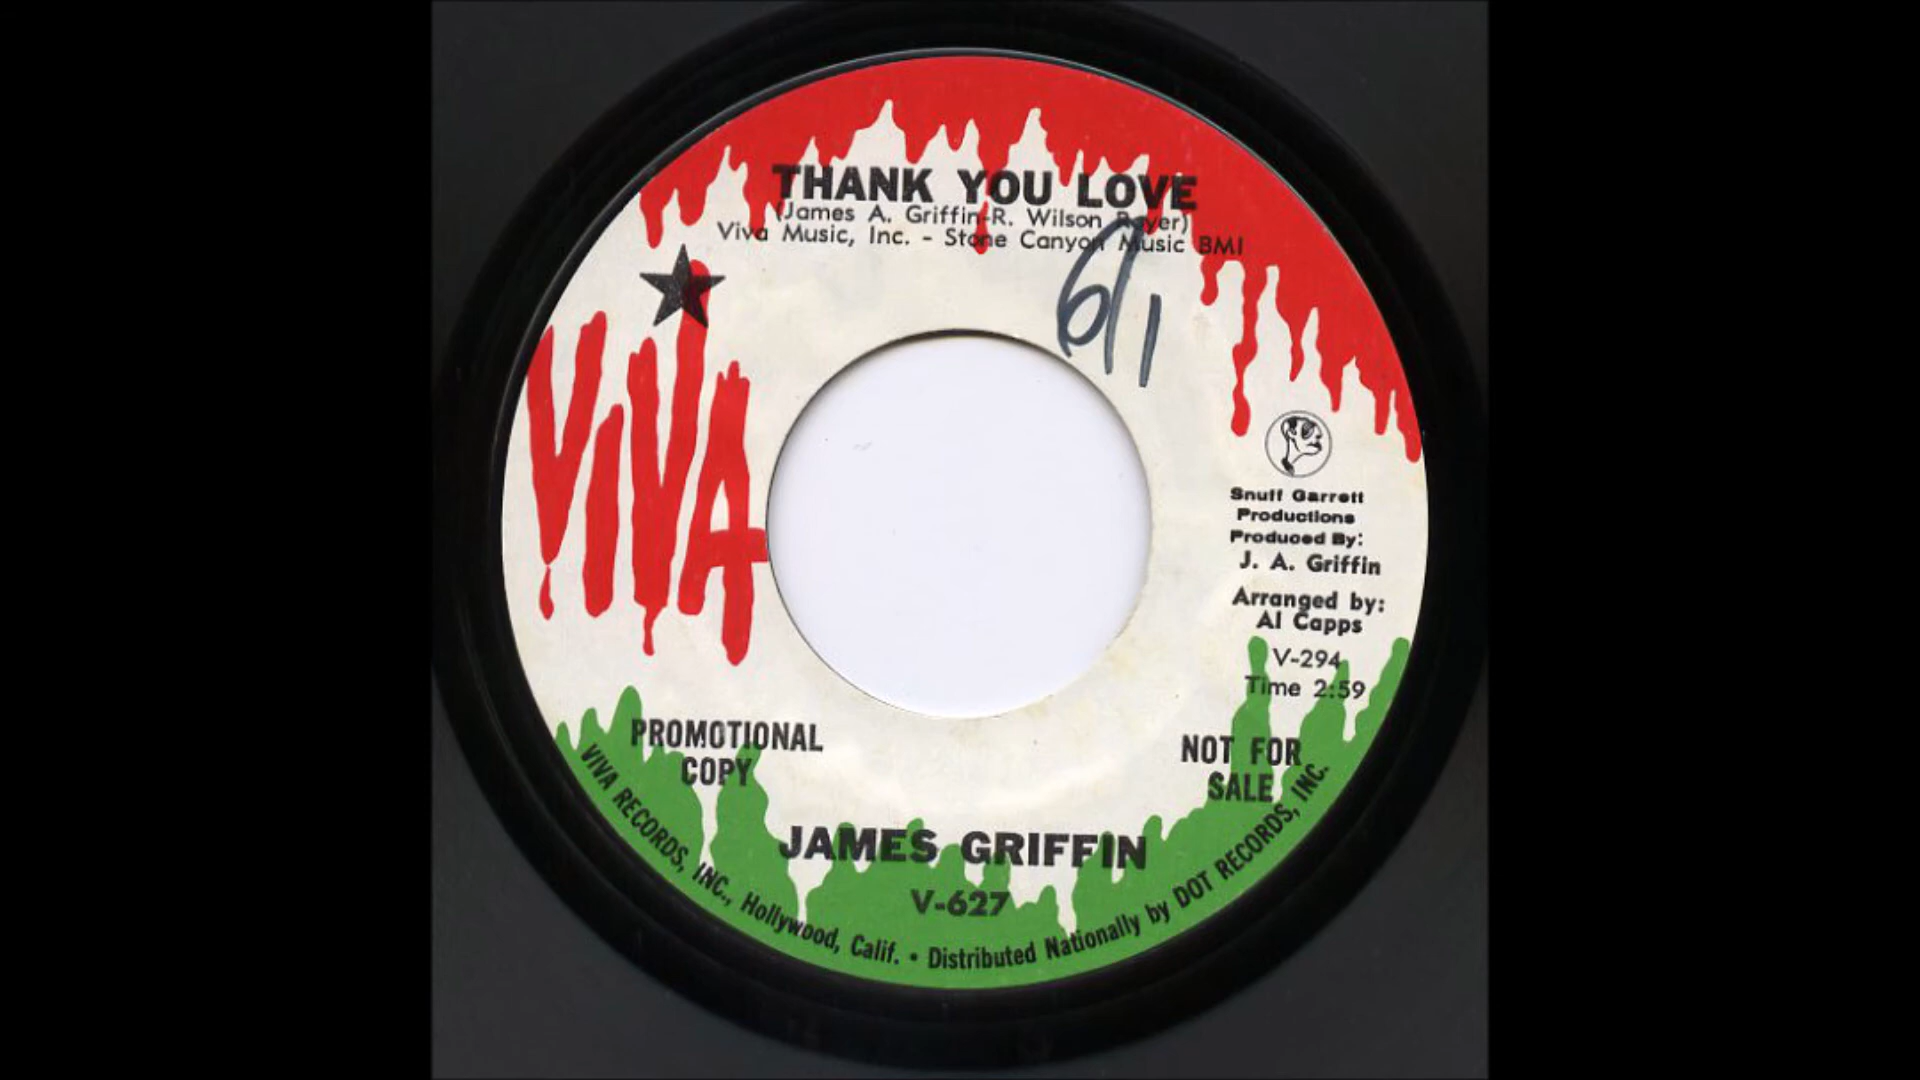 THANK YOU LOVE
(James A. Griffin-R. Wilson Royer)
Viva Music, Inc. - Stone Canyon Music BMI
6/1
VIVA
Snuff Garrett
Productions
Produced By:
J. A. Griffin
Arranged by:
Al Capps
V-294
Time 2:59
PROMOTIONAL
COPY
NOT FOR
SALE
JAMES GRIFFIN
V-627
VIVA RECORDS, INC., Hollywood, Calif. • Distributed Nationally by DOT RECORDS, INC.